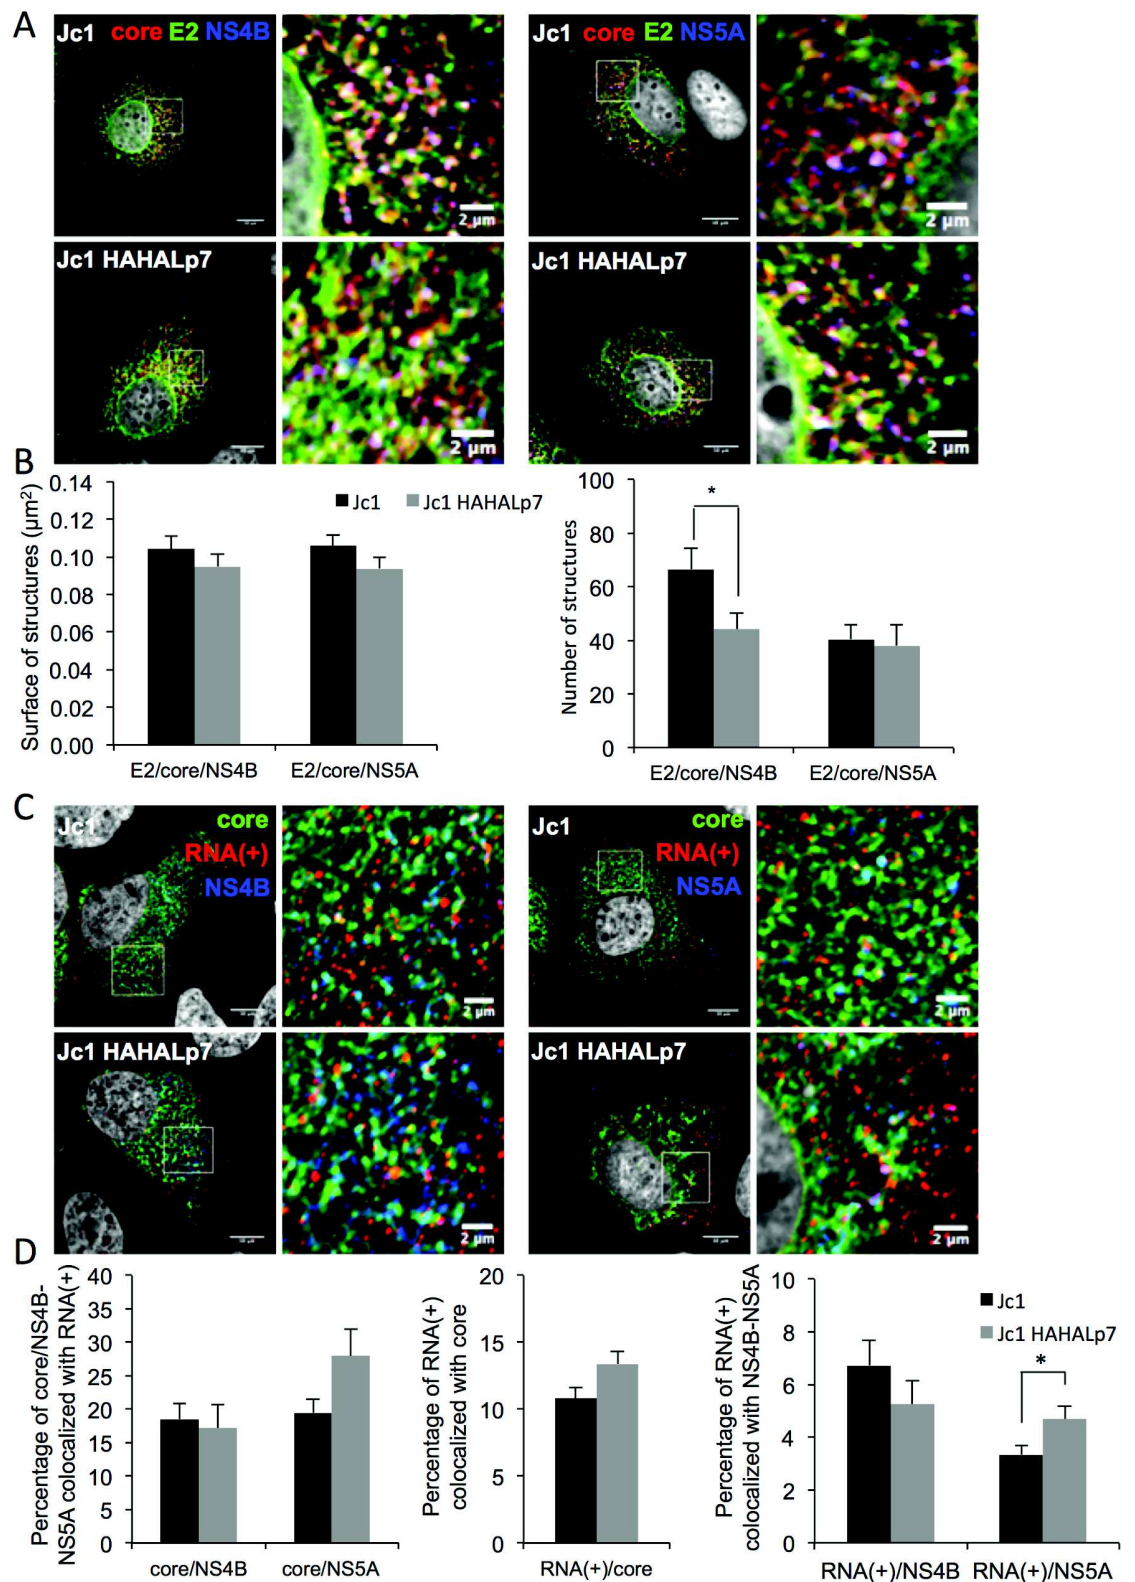 A
Jc1 core E2 NS4B
2 µm
Jc1 core E2 NS5A
2 µm
Jc1 HAHALp7
2 µm
Jc1 HAHALp7
2 µm
B
Surface of structures (µm²)
0.14
0.12
0.10
0.08
0.06
0.04
0.02
0.00
Jc1
Jc1 HAHALp7
E2/core/NS4B
E2/core/NS5A
Number of structures
100
80
60
40
20
0
*
E2/core/NS4B
E2/core/NS5A
C
Jc1
core
RNA(+)
NS4B
2 µm
Jc1
core
RNA(+)
NS5A
2 µm
Jc1 HAHALp7
2 µm
Jc1 HAHALp7
2 µm
D
Percentage of core/NS4B-
NS5A colocalized with RNA(+)
40
35
30
25
20
15
10
5
0
core/NS4B
core/NS5A
Percentage of RNA(+)
colocalized with core
20
15
10
5
0
RNA(+)/core
Percentage of RNA(+)
colocalized with NS4B-NS5A
10
8
6
4
2
0
Jc1
Jc1 HAHALp7
*
RNA(+)/NS4B
RNA(+)/NS5A